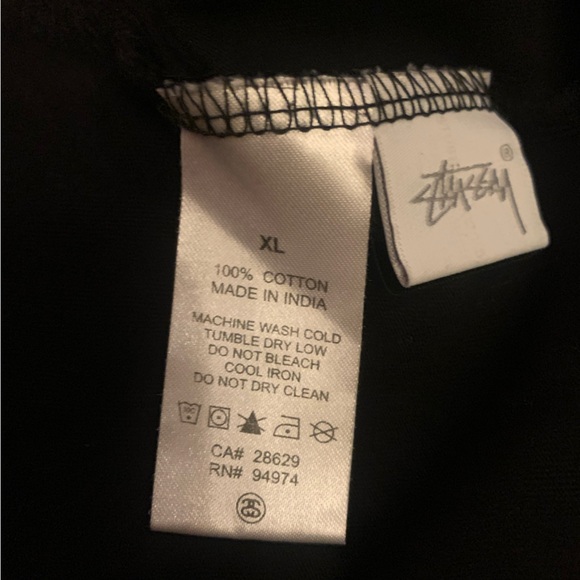 Stüssy ®
XL
100% COTTON
MADE IN INDIA
MACHINE WASH COLD
TUMBLE DRY LOW
DO NOT BLEACH
COOL IRON
DO NOT DRY CLEAN
CA# 28629
RN# 94974